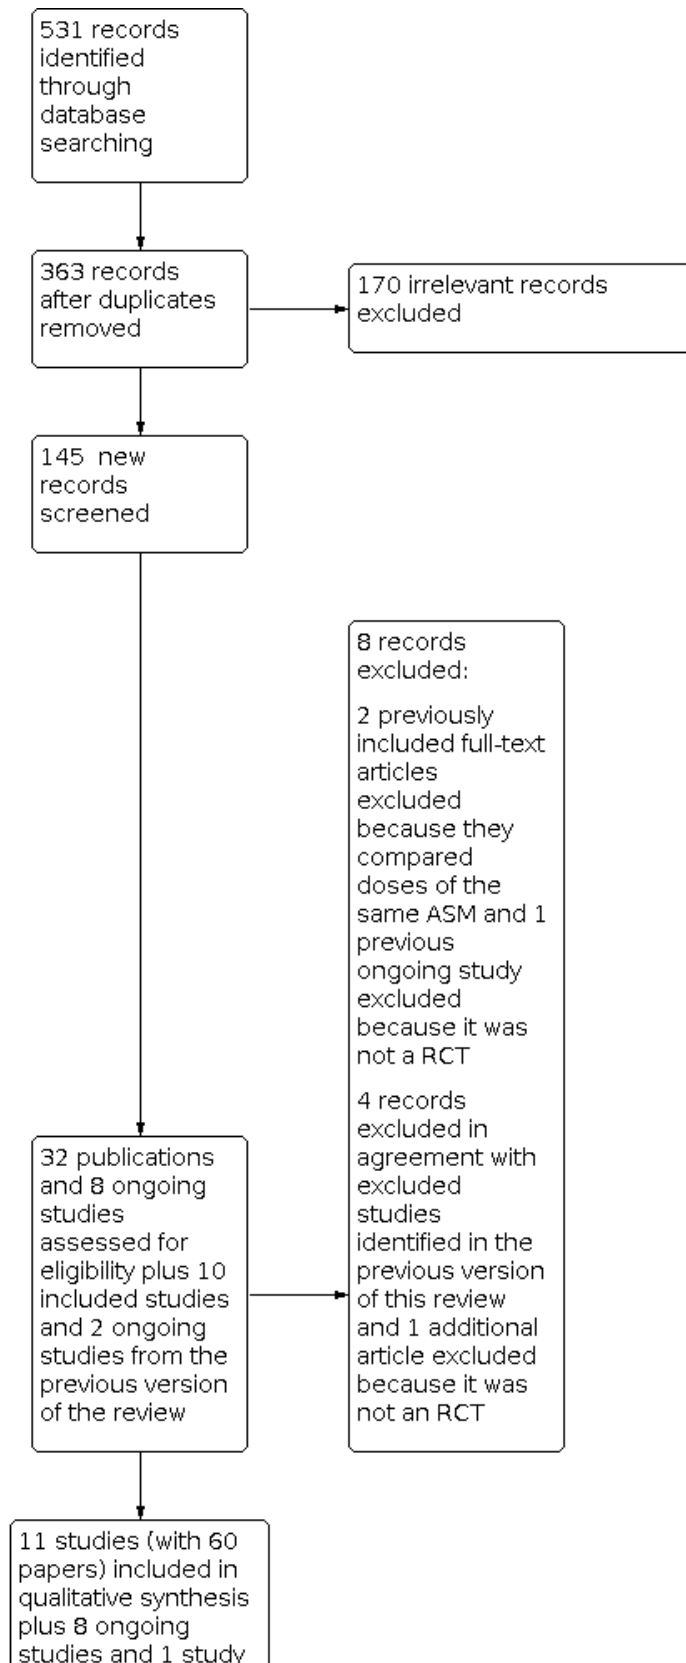 531 records
identified
through
database
searching
363 records
after duplicates
removed
170 irrelevant records
excluded
145 new
records
screened
8 records
excluded:
2 previously
included full-text
articles
excluded
because they
compared
doses of the
same ASM and 1
previous
ongoing study
excluded
because it was
not a RCT
4 records
excluded in
agreement with
excluded
studies
identified in the
previous version
of this review
and 1 additional
article excluded
because it was
not an RCT
32 publications
and 8 ongoing
studies
assessed for
eligibility plus 10
included studies
and 2 ongoing
studies from the
previous version
of the review
11 studies (with 60
papers) included in
qualitative synthesis
plus 8 ongoing
studies and 1 study